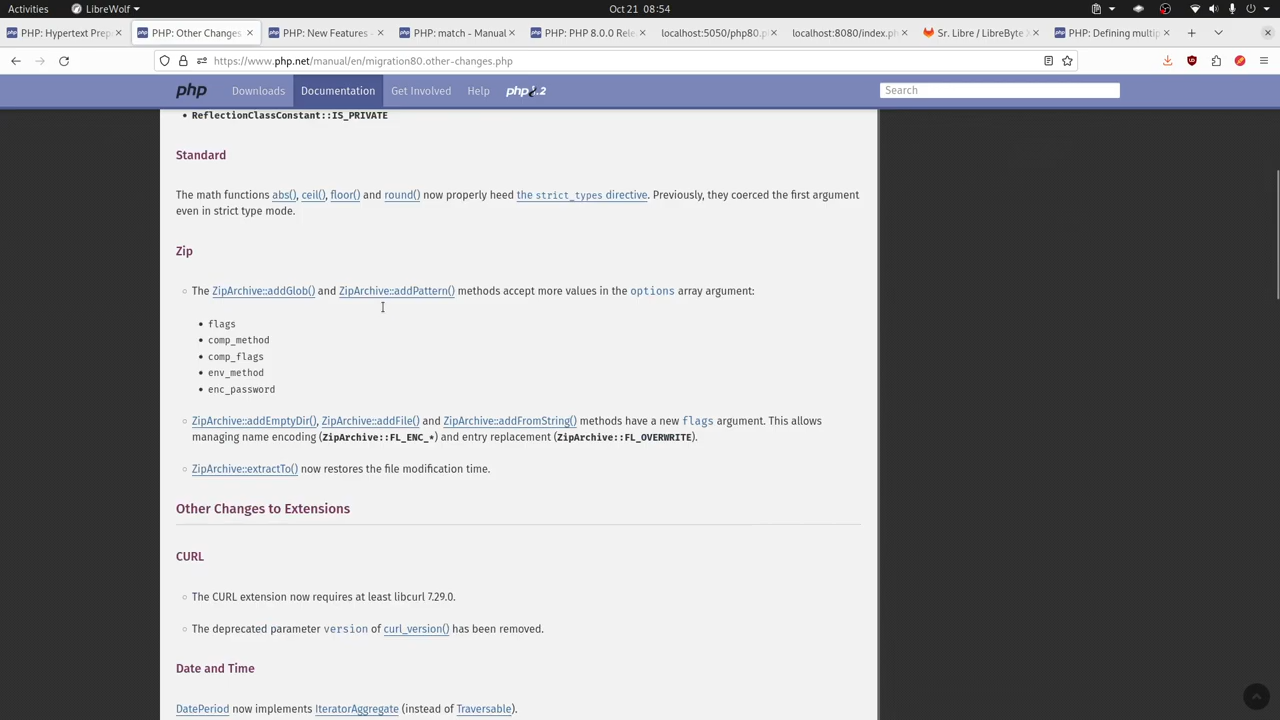 Activities
LibreWolf
Oct 21 08:54
PHP: Hypertext Prep
PHP: Other Changes
PHP: New Features -
PHP: match - Manual
PHP: PHP 8.0.0 Rele
localhost:5050/php80.p
localhost:8080/index.ph
Sr. Libre / LibreByte
PHP: Defining multip
https://www.php.net/manual/en/migration80.other-changes.php
php
Downloads
Documentation
Get Involved
Help
php8.2
Search
• ReflectionClassConstant::IS_PRIVATE
Standard
The math functions abs(), ceil(), floor() and round() now properly heed the strict_types directive. Previously, they coerced the first argument
even in strict type mode.
Zip
The ZipArchive::addGlob() and ZipArchive::addPattern() methods accept more values in the options array argument:
• flags
• comp_method
• comp_flags
• env_method
• enc_password
ZipArchive::addEmptyDir(), ZipArchive::addFile() and ZipArchive::addFromString() methods have a new flags argument. This allows
managing name encoding (ZipArchive::FL_ENC_*) and entry replacement (ZipArchive::FL_OVERWRITE).
ZipArchive::extractTo() now restores the file modification time.
Other Changes to Extensions
CURL
The CURL extension now requires at least libcurl 7.29.0.
The deprecated parameter version of curl_version() has been removed.
Date and Time
DatePeriod now implements IteratorAggregate (instead of Traversable).